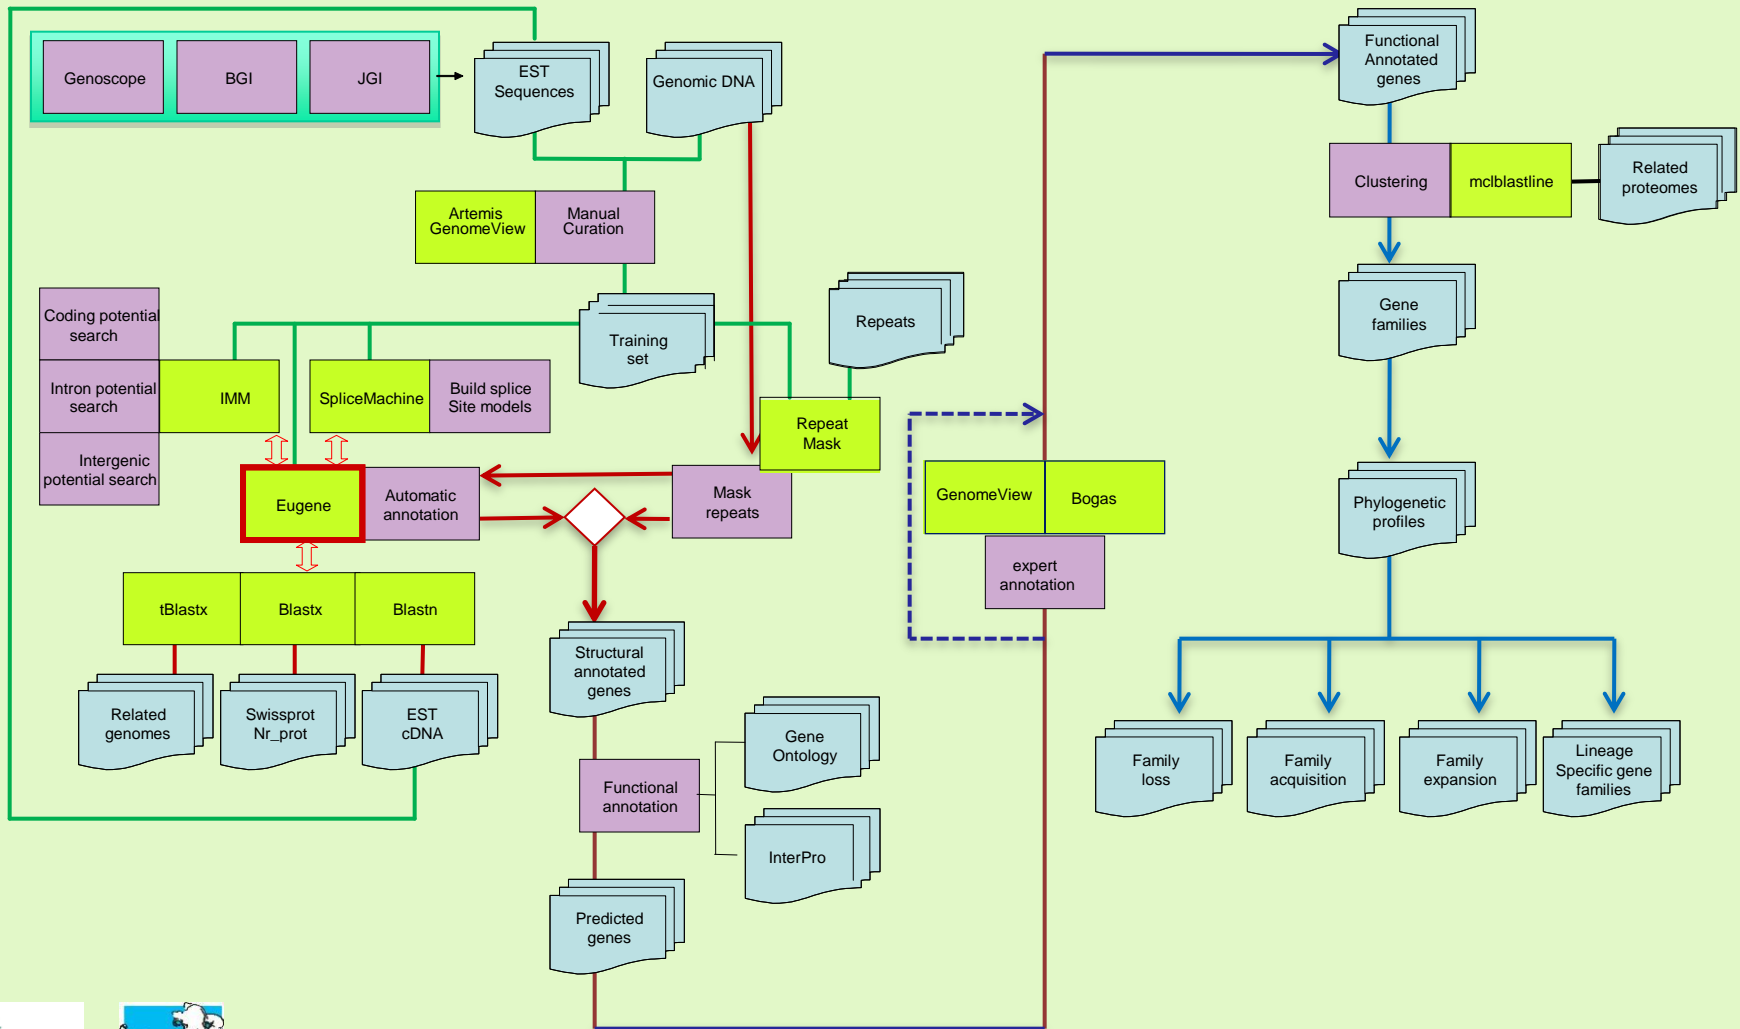 Genoscope
BGI
JGI
EST
Sequences
Genomic DNA
Artemis
GenomeView
Manual
Curation
Coding potential
search
Intron potential
search
Intergenic
potential search
IMM
SpliceMachine
Build splice
Site models
Training
set
Repeats
Repeat
Mask
Mask
repeats
Eugene
Automatic
annotation
tBlastx
Blastx
Blastn
Related
genomes
Swissprot
Nr_prot
EST
cDNA
Structural
annotated
genes
Functional
annotation
Gene
Ontology
InterPro
Predicted
genes
GenomeView
Bogas
expert
annotation
Functional
Annotated
genes
Clustering
mclblastline
Related
proteomes
Gene
families
Phylogenetic
profiles
Family
loss
Family
acquisition
Family
expansion
Lineage
Specific gene
families